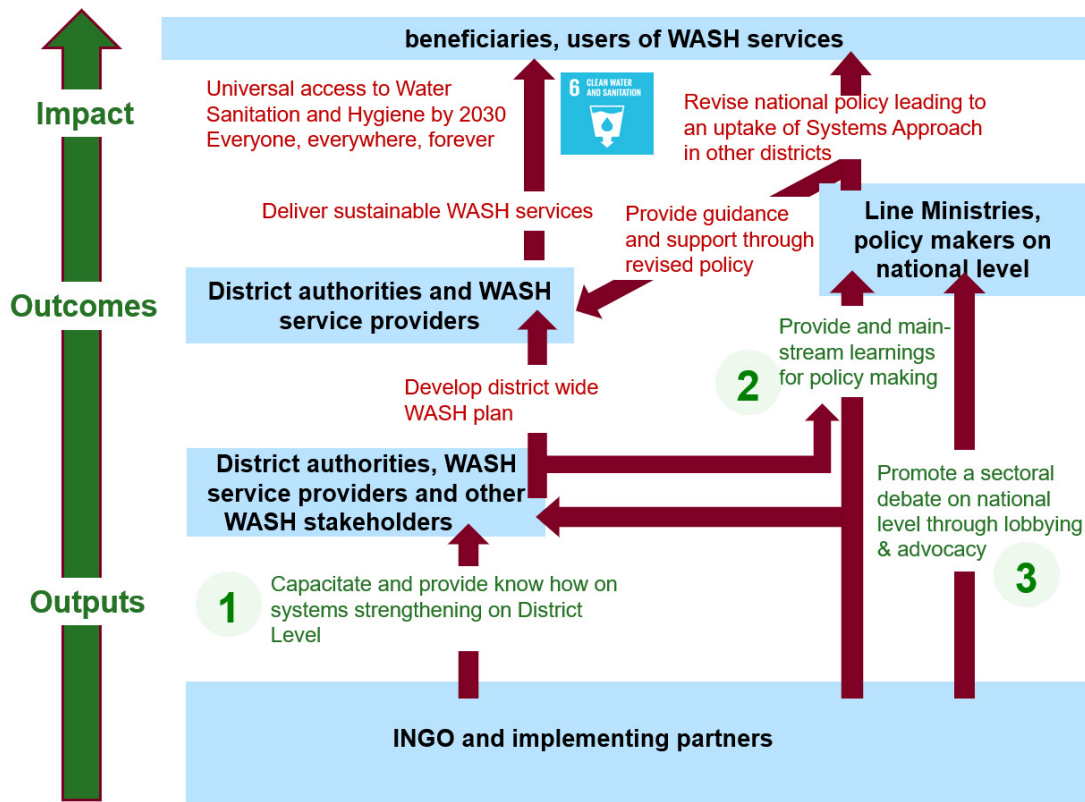 beneficiaries, users of WASH services
Impact
Universal access to Water
Sanitation and Hygiene by 2030
Everyone, everywhere, forever
6 CLEAN WATER
AND SANITATION
Revise national policy leading to
an uptake of Systems Approach
in other districts
Deliver sustainable WASH services
Provide guidance
and support through
revised policy
Line Ministries,
policy makers on
national level
Outcomes
District authorities and WASH
service providers
Provide and main-
stream learnings
for policy making
2
Develop district wide
WASH plan
District authorities, WASH
service providers and other
WASH stakeholders
Promote a sectoral
debate on national
level through lobbying
& advocacy
3
Outputs
1
Capacitate and provide know how on
systems strengthening on District
Level
INGO and implementing partners